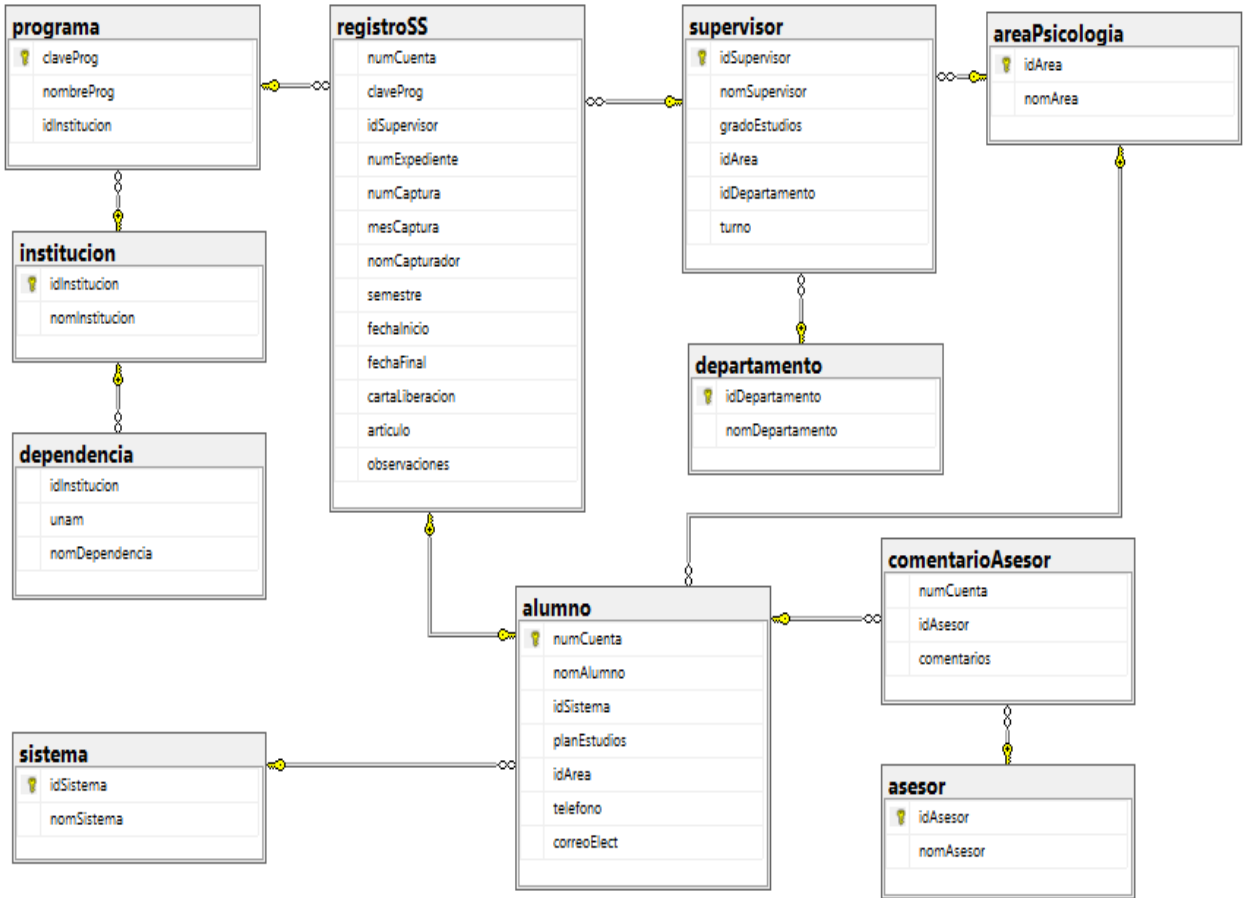 programa
claveProg
nombreProg
idInstitucion
registroSS
numCuenta
claveProg
idSupervisor
numExpediente
numCaptura
mesCaptura
nomCapturador
semestre
fechaInicio
fechaFinal
cartaLiberacion
articulo
observaciones
supervisor
idSupervisor
nomSupervisor
gradoEstudios
idArea
idDepartamento
turno
areaPsicologia
idArea
nomArea
institucion
idInstitucion
nomInstitucion
departamento
idDepartamento
nomDepartamento
dependencia
idInstitucion
unam
nomDependencia
comentarioAsesor
numCuenta
idAsesor
comentarios
alumno
numCuenta
nomAlumno
idSistema
planEstudios
idArea
telefono
correoElect
sistema
idSistema
nomSistema
asesor
idAsesor
nomAsesor